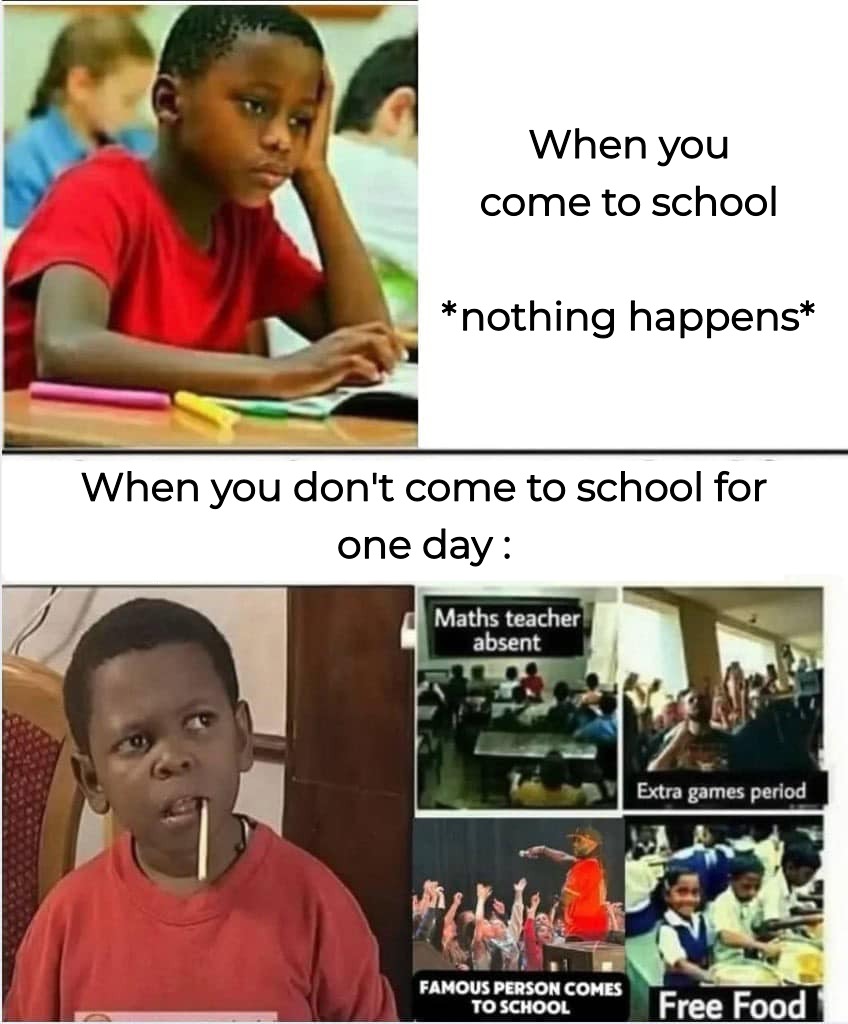 When you
come to school
*nothing happens*
When you don't come to school for
one day :
Maths teacher
absent
Extra games period
FAMOUS PERSON COMES
TO SCHOOL
Free Food